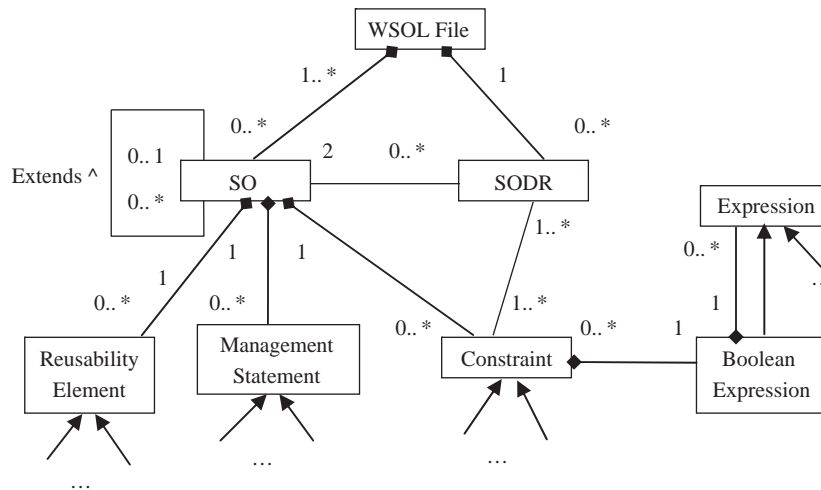 WSOL File
1.. *
1
0.. *
0.. *
0.. 1
2
0.. *
Extends ^
SO
SODR
0.. *
Expression
1.. *
0.. *
1
1
1
...
0.. *
0.. *
1.. *
1
0.. *
0.. *
1
Reusability
Element
Management
Statement
Constraint
Boolean
Expression
...
...
...